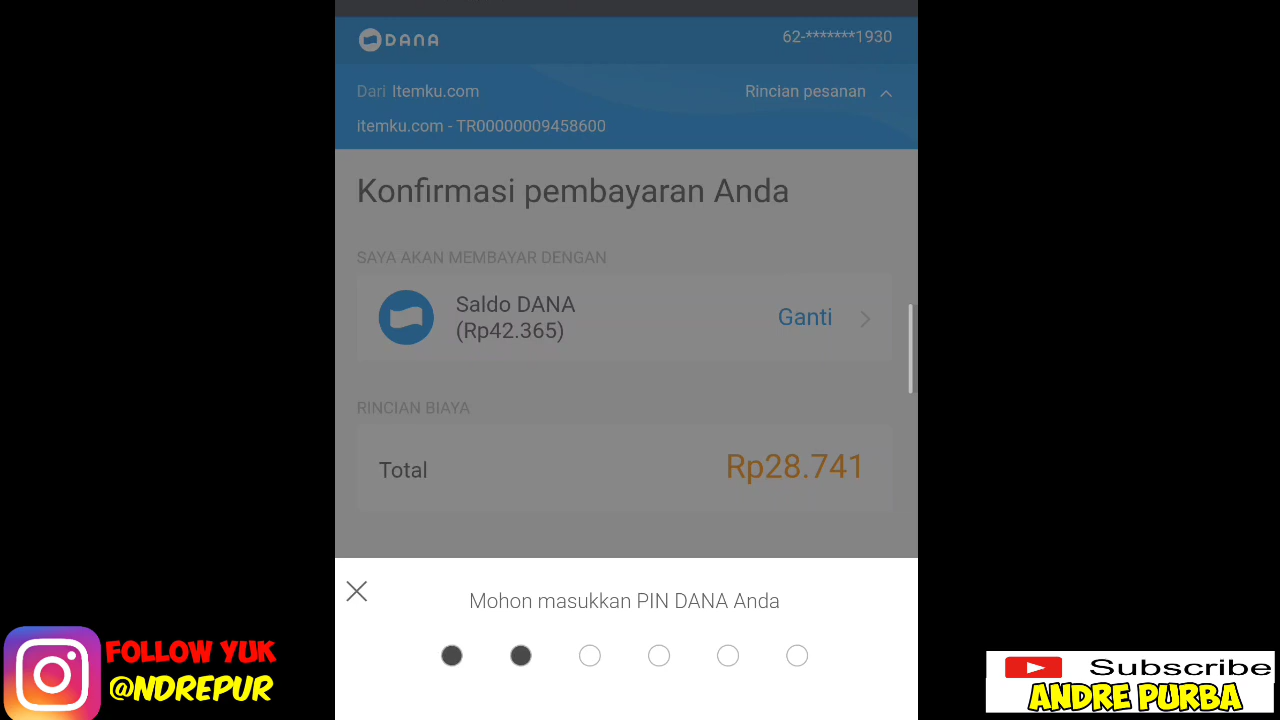 DANA
62-*******1930
Dari Itemku.com
Rincian pesanan
itemku.com - TR00000009458600
Konfirmasi pembayaran Anda
SAYA AKAN MEMBAYAR DENGAN
Saldo DANA
(Rp42.365)
Ganti
RINCIAN BIAYA
Total
Rp28.741
Mohon masukkan PIN DANA Anda
FOLLOW YUK
@NDREPUR
Subscribe
ANDRE PURBA